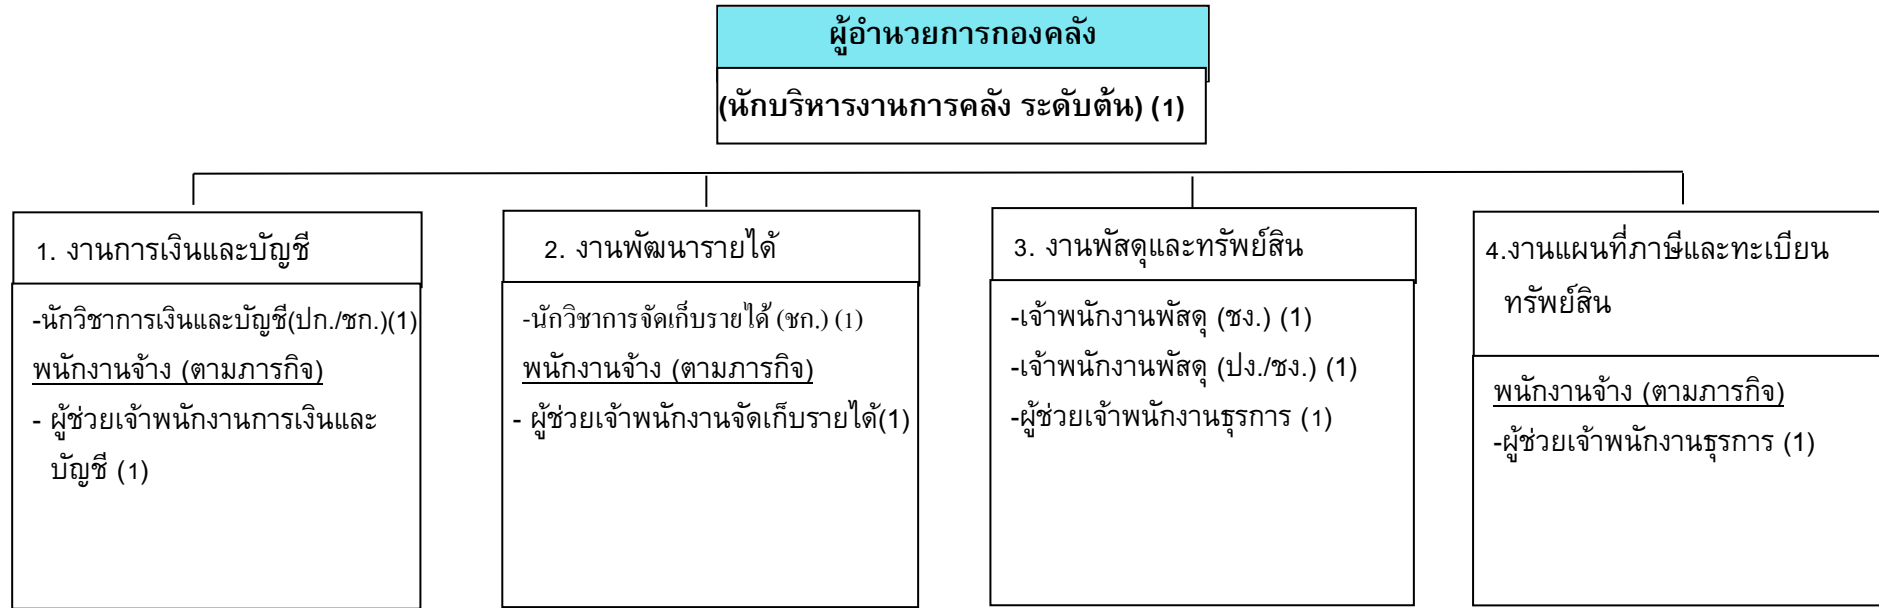 ผู้อำนวยการกองคลัง
(นักบริหารงานการคลัง ระดับต้น) (1)
1. งานการเงินและบัญชี
-นักวิชาการเงินและบัญชี(ปก./ชก.)(1)
พนักงานจ้าง (ตามภารกิจ)
- ผู้ช่วยเจ้าพนักงานการเงินและ
บัญชี (1)
2. งานพัฒนารายได้
-นักวิชาการจัดเก็บรายได้ (ชก.) (1)
พนักงานจ้าง (ตามภารกิจ)
- ผู้ช่วยเจ้าพนักงานจัดเก็บรายได้(1)
3. งานพัสดุและทรัพย์สิน
-เจ้าพนักงานพัสดุ (ชง.) (1)
-เจ้าพนักงานพัสดุ (ปง./ชง.) (1)
-ผู้ช่วยเจ้าพนักงานธุรการ (1)
4.งานแผนที่ภาษีและทะเบียน
ทรัพย์สิน
พนักงานจ้าง (ตามภารกิจ)
-ผู้ช่วยเจ้าพนักงานธุรการ (1)